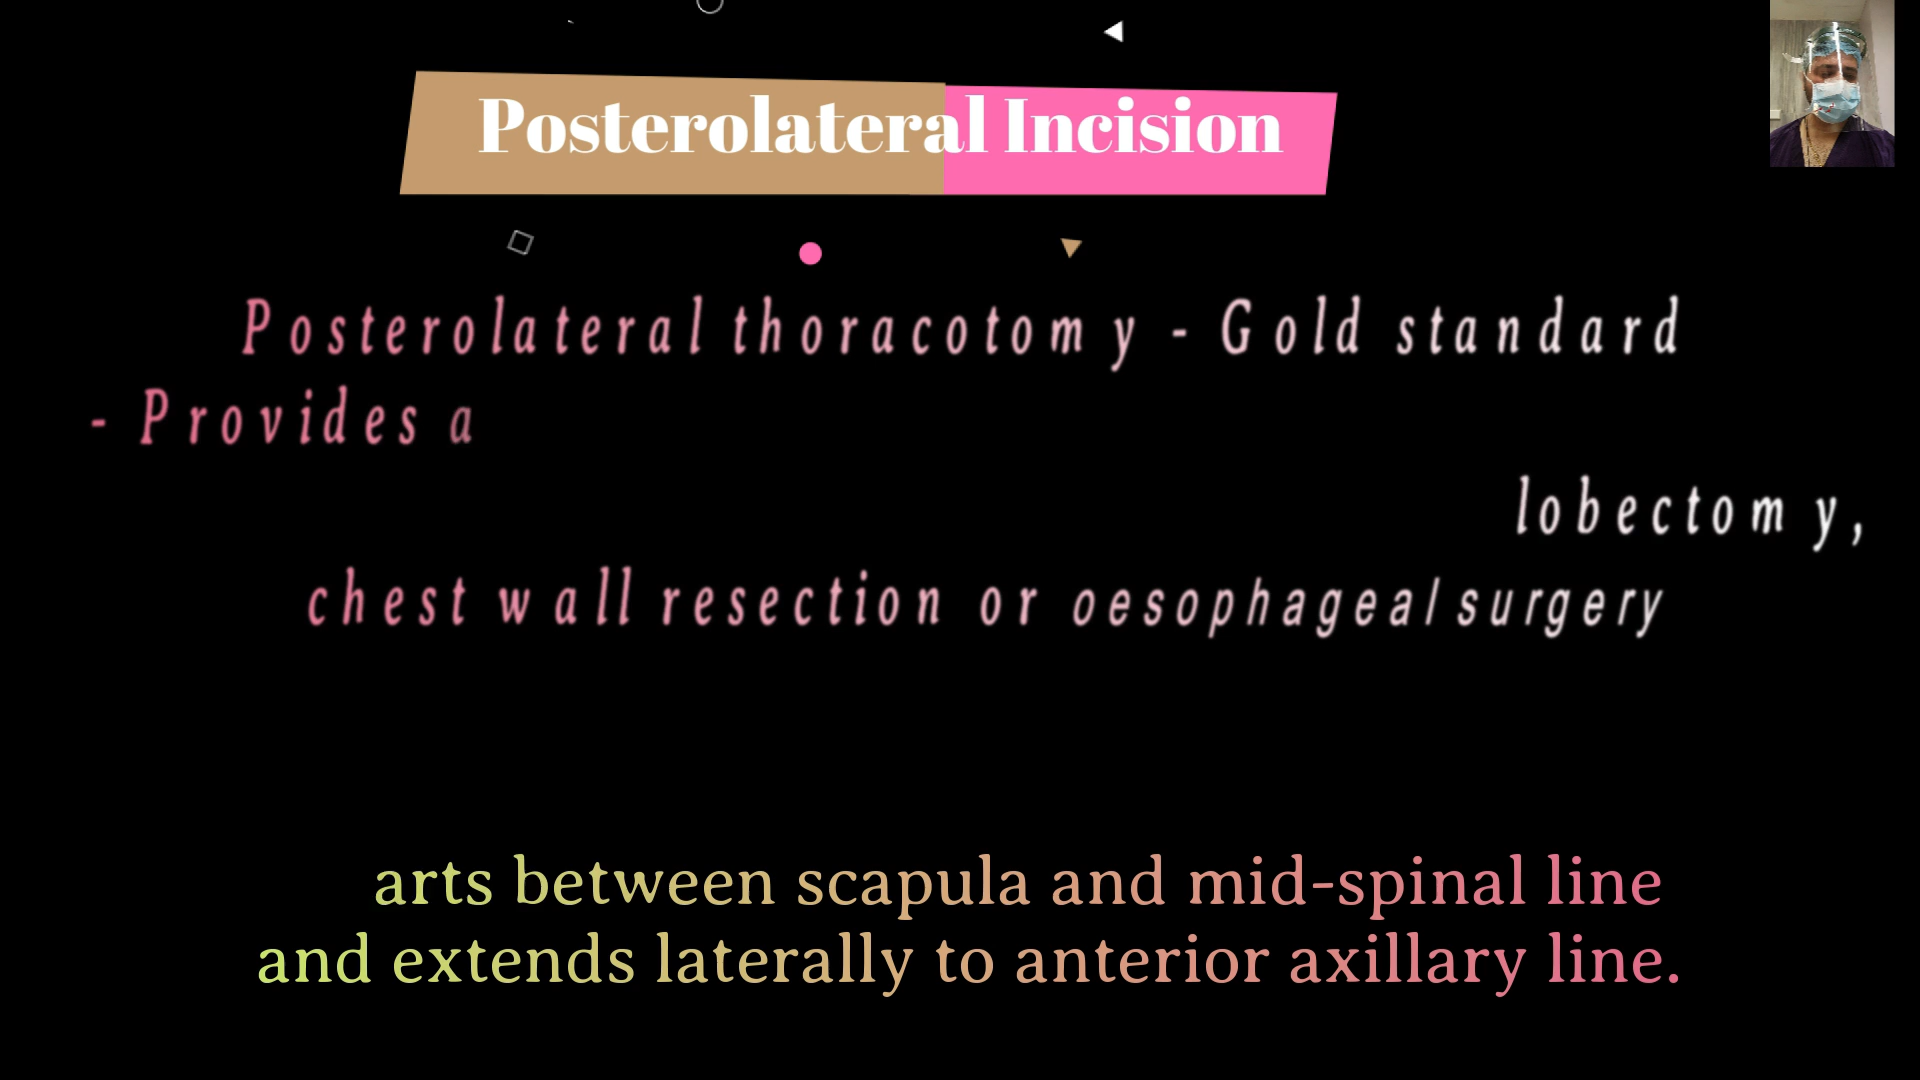 Posterolateral Incision
Posterolateral thoracotomy - Gold standard
- Provides a
lobectomy,
chest wall resection or oesophageal surgery
arts between scapula and mid-spinal line
and extends laterally to anterior axillary line.